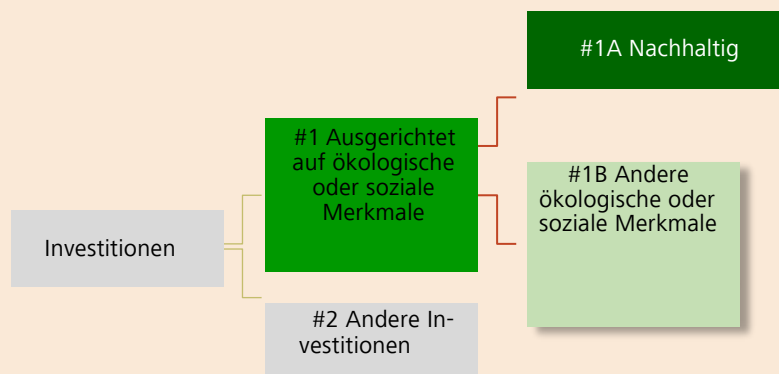 #1A Nachhaltig
#1 Ausgerichtet
auf ökologische
oder soziale
Merkmale
#1B Andere
ökologische oder
soziale Merkmale
Investitionen
#2 Andere In-
vestitionen